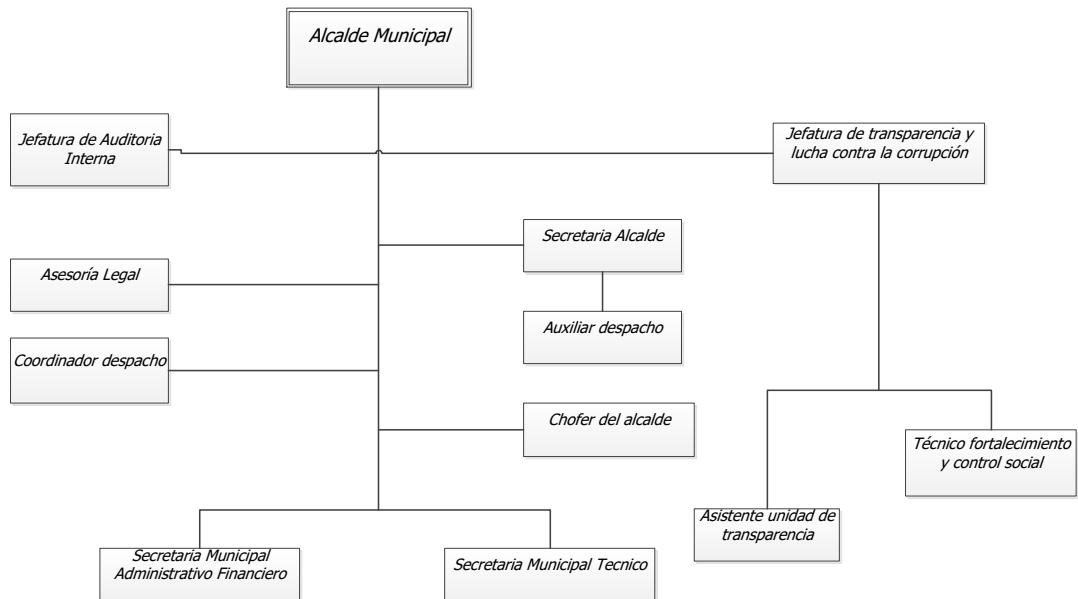 Alcalde Municipal
Jefatura de Auditoria
Interna
Jefatura de transparencia y
lucha contra la corrupción
Secretaria Alcalde
Asesoría Legal
Auxiliar despacho
Coordinador despacho
Chofer del alcalde
Técnico fortalecimiento
y control social
Asistente unidad de
transparencia
Secretaria Municipal
Administrativo Financiero
Secretaria Municipal Tecnico